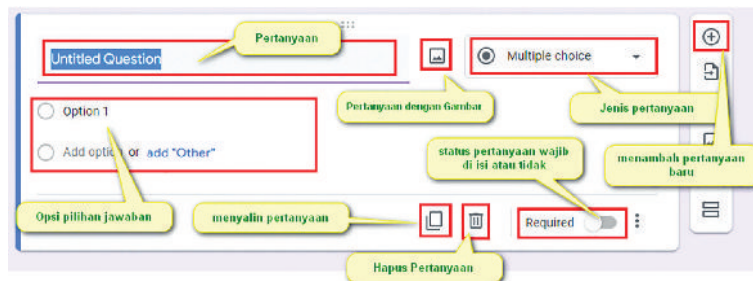 Pertanyaan
Untitled Question
Multiple choice
Pertanyaan dengan Gambar
Jenis pertanyaan
Option 1
Add option or add "Other"
status pertanyaan wajib
di isi atau tidak
menambah pertanyaan
baru
Opsi pilihan jawaban
menyalin pertanyaan
Required
Hapus Pertanyaan